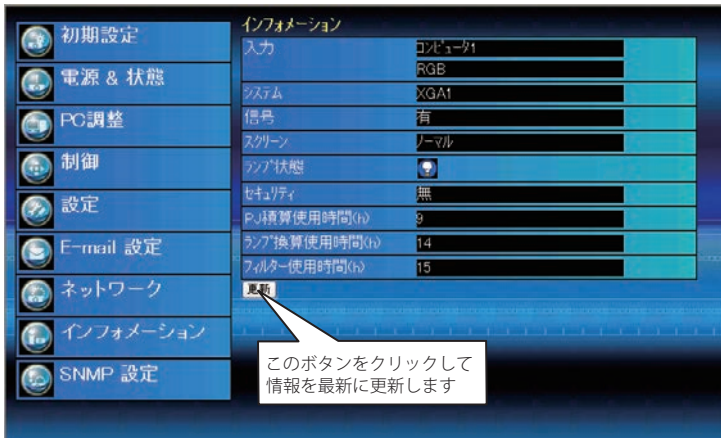 初期設定
電源 & 状態
PC調整
制御
設定
E-mail 設定
ネットワーク
インフォメーション
SNMP 設定
インフォメーション
入力 コンピュータ1
RGB
システム XGA1
信号 有
スクリーン ノーマル
ランプ状態
セキュリティ 無
PJ積算使用時間(h) 9
ランプ換算使用時間(h) 14
フィルター使用時間(h) 15
更新
このボタンをクリックして
情報を最新に更新します